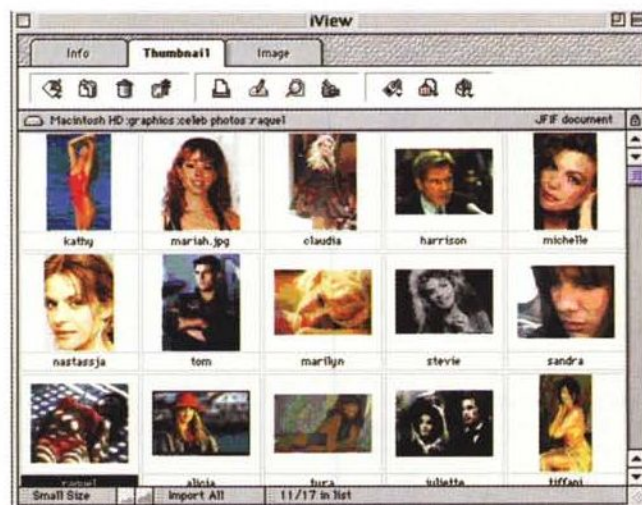 iView
Info Thumbnail Image
Macintosh HD:graphics:celeb photos:raquel JFIF document
kathy mariah.jpg claudia harrison michelle
nastassja tom marilyn stevie sandra
raquel alicia tura juliette tiffani
Small Size Import All 11/17 in list